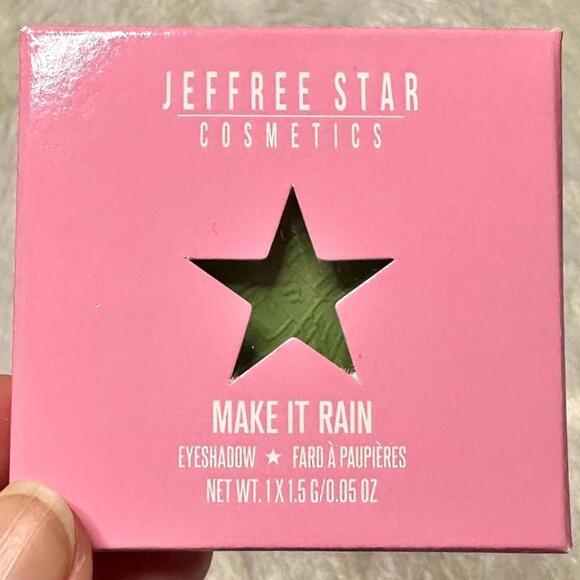 JEFFREE STAR
COSMETICS
MAKE IT RAIN
EYESHADOW ★ FARD À PAUPIÈRES
NET WT. 1 X 1.5 G/0.05 OZ